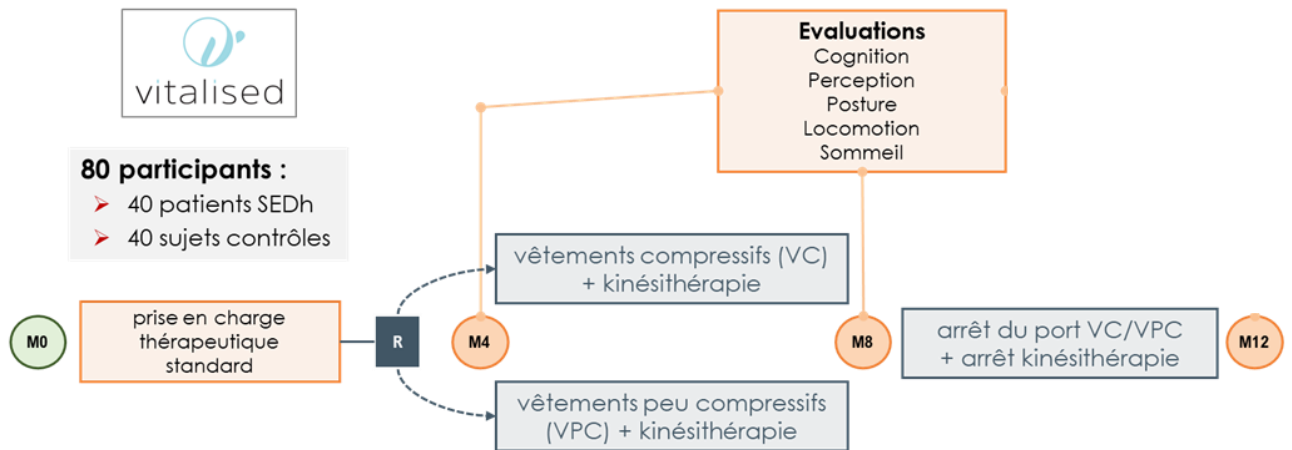 vitalised
80 participants :
40 patients SEDh
40 sujets contrôles
Evaluations
Cognition
Perception
Posture
Locomotion
Sommeil
M0
prise en charge
thérapeutique
standard
R
vêtements compressifs (VC)
+ kinésithérapie
vêtements peu compressifs
(VPC) + kinésithérapie
M4
M8
arrêt du port VC/VPC
+ arrêt kinésithérapie
M12